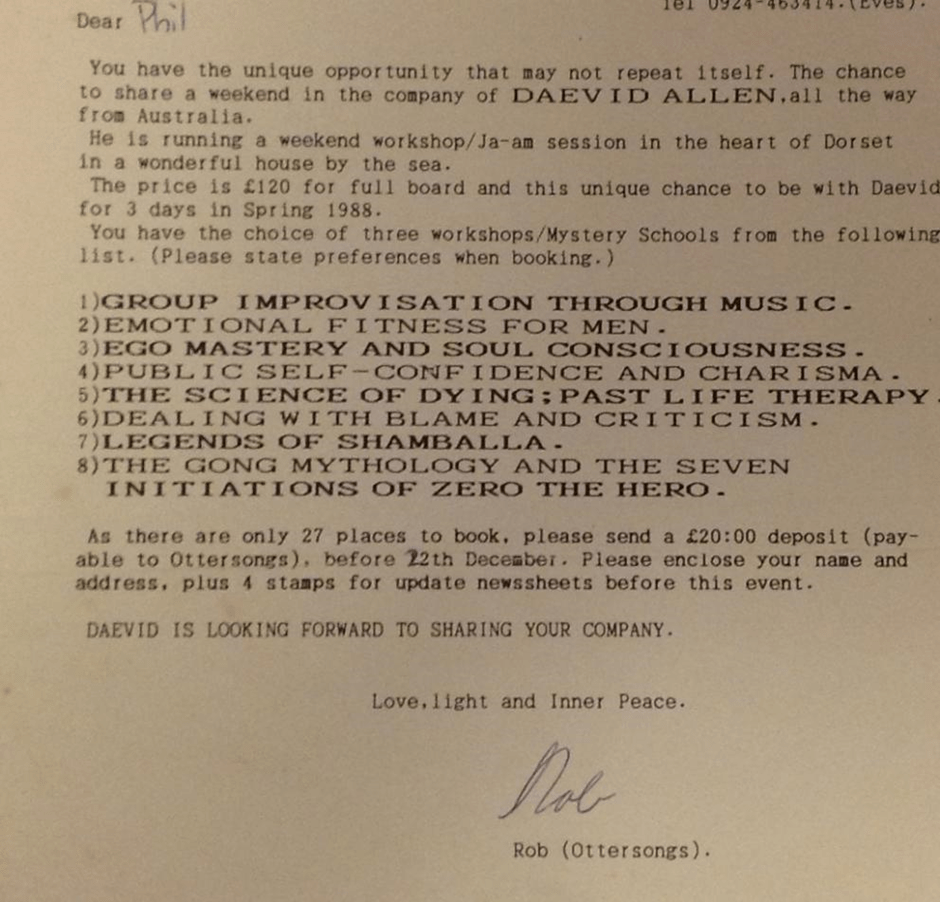 Tel 0924-463414.(Eves).
Dear Phil
You have the unique opportunity that may not repeat itself. The chance
to share a weekend in the company of DAEVID ALLEN,all the way
from Australia.
He is running a weekend workshop/Ja-am session in the heart of Dorset
in a wonderful house by the sea.
The price is £120 for full board and this unique chance to be with Daevid
for 3 days in Spring 1988.
You have the choice of three workshops/Mystery Schools from the following
list. (Please state preferences when booking.)
1)GROUP IMPROVISATION THROUGH MUSIC.
2)EMOTIONAL FITNESS FOR MEN.
3)EGO MASTERY AND SOUL CONSCIOUSNESS.
4)PUBLIC SELF-CONFIDENCE AND CHARISMA.
5)THE SCIENCE OF DYING;PAST LIFE THERAPY.
6)DEALING WITH BLAME AND CRITICISM.
7)LEGENDS OF SHAMBALLA.
8)THE GONG MYTHOLOGY AND THE SEVEN
INITIATIONS OF ZERO THE HERO.
As there are only 27 places to book, please send a £20:00 deposit (pay-
able to Ottersongs), before 22th December. Please enclose your name and
address, plus 4 stamps for update newssheets before this event.
DAEVID IS LOOKING FORWARD TO SHARING YOUR COMPANY.
Love,light and Inner Peace.
Rob
Rob (Ottersongs).